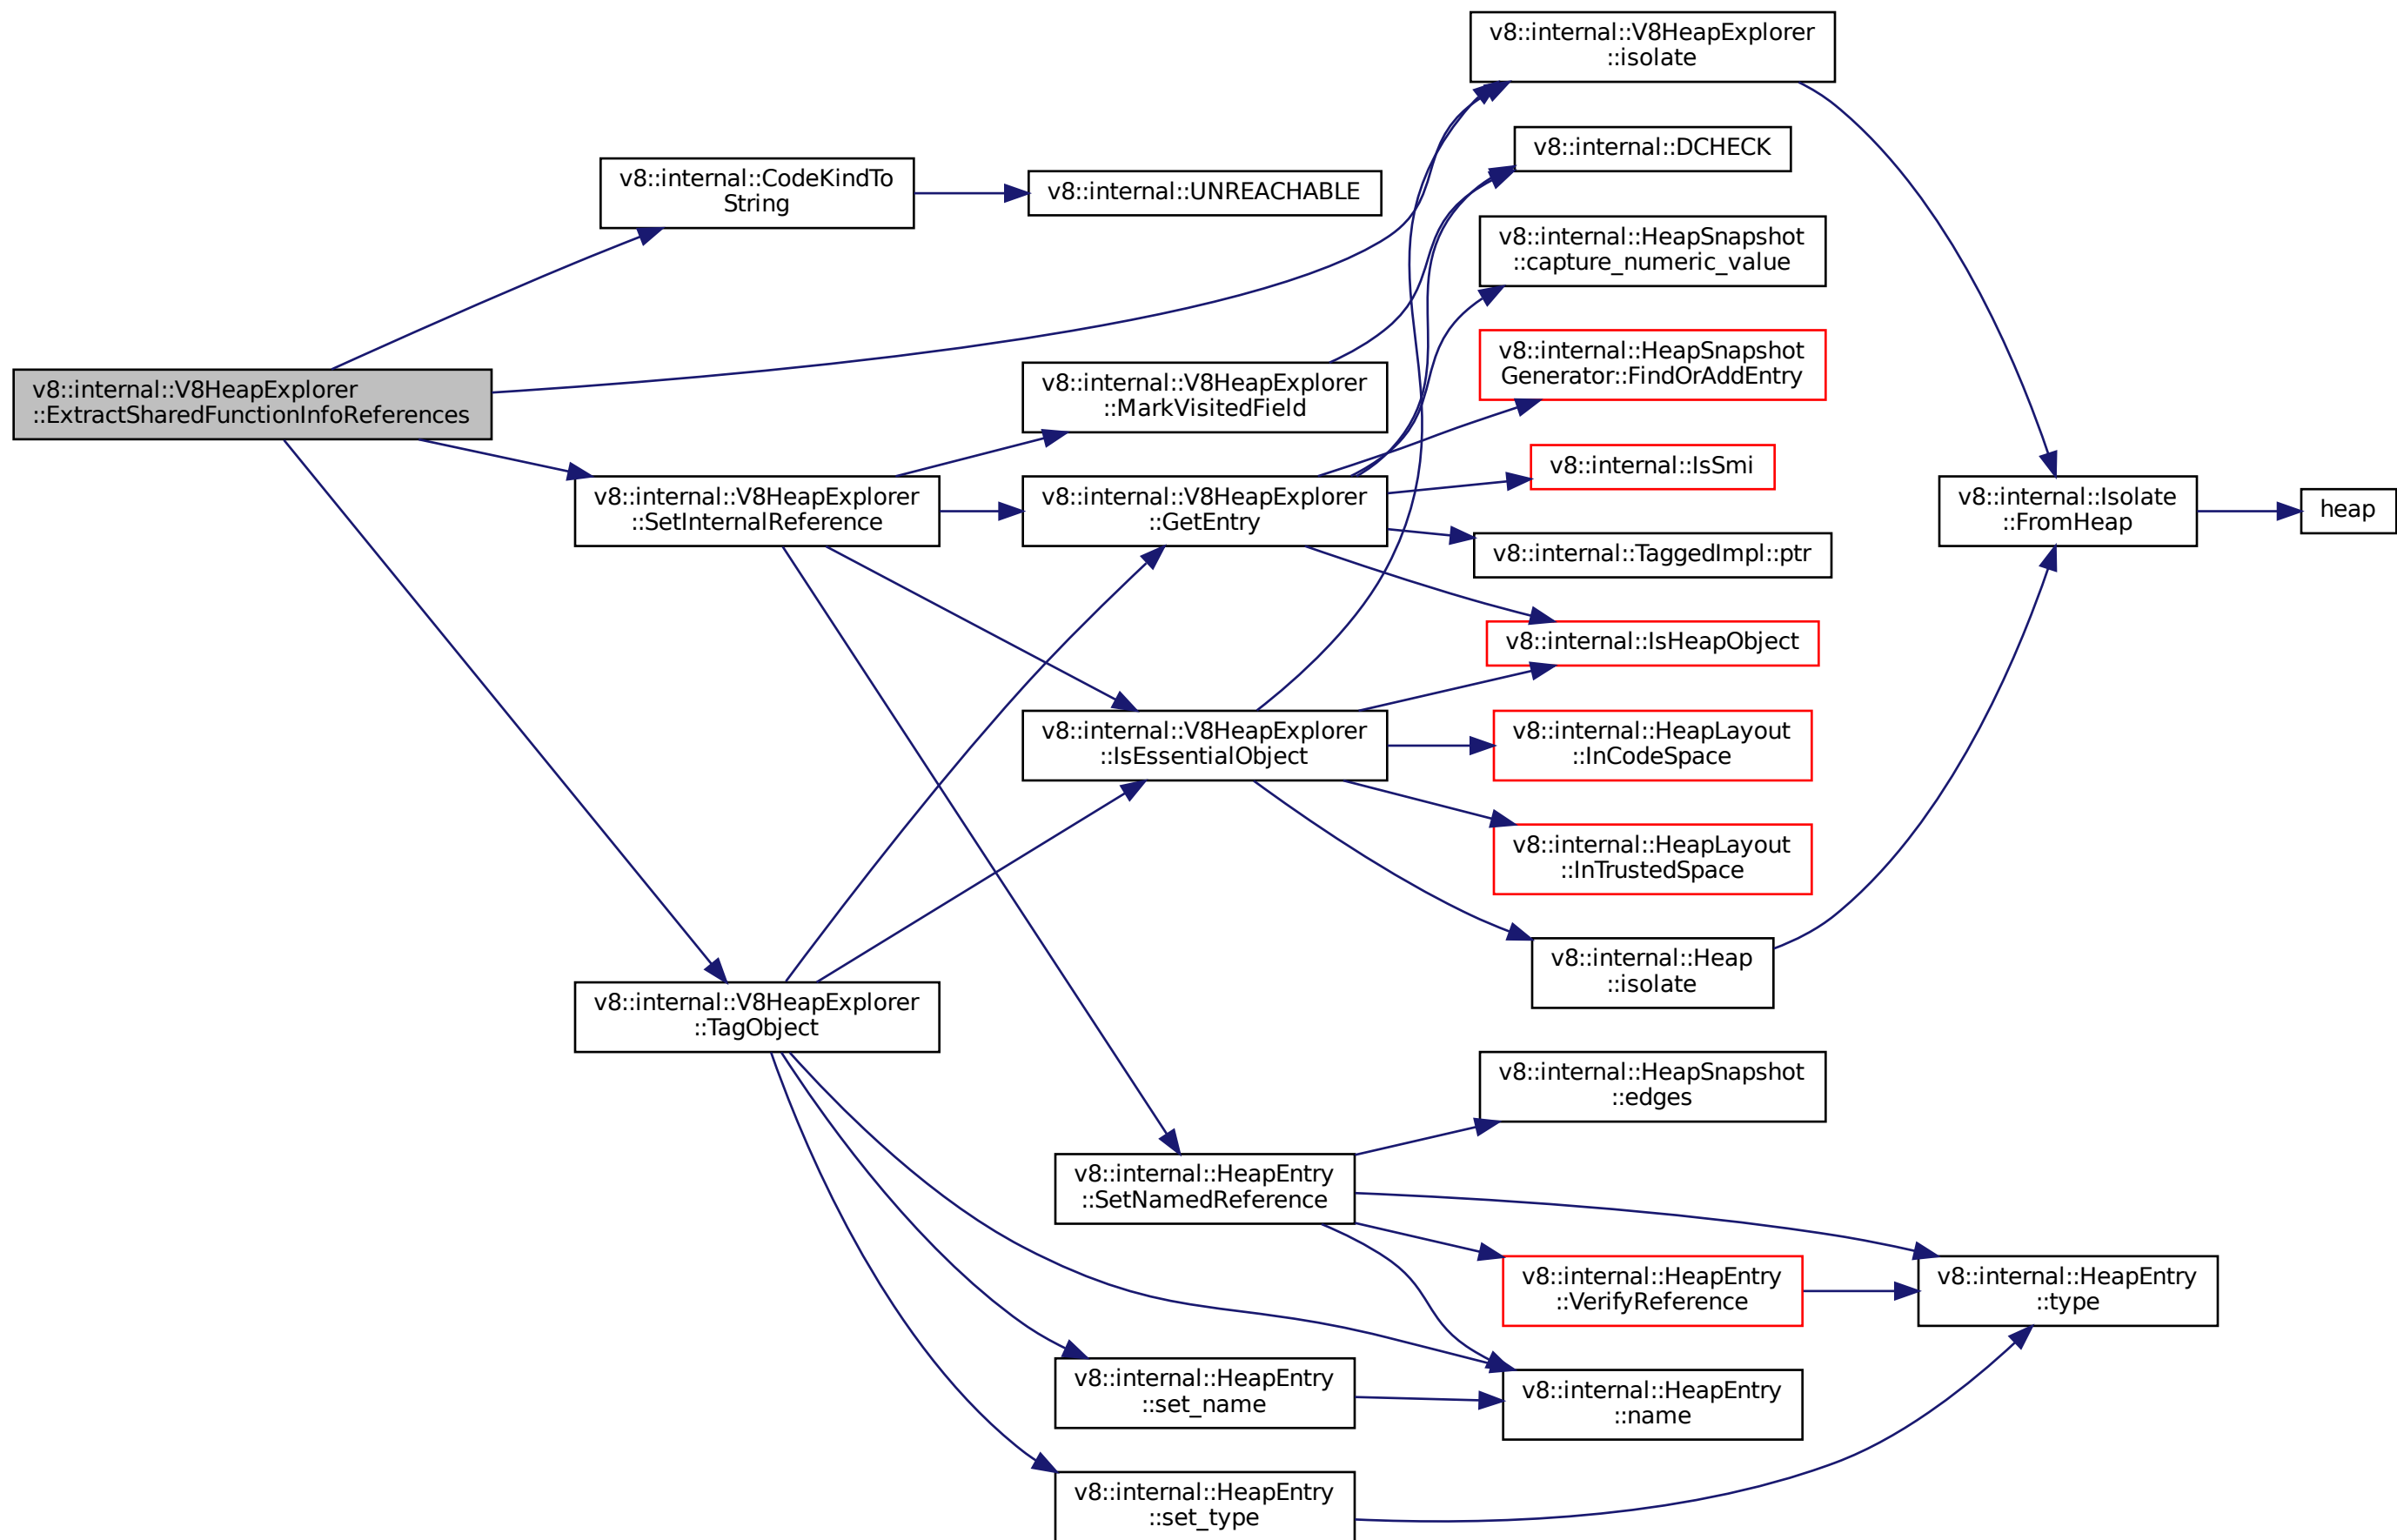 v8::internal::V8HeapExplorer
::ExtractSharedFunctionInfoReferences
v8::internal::CodeKindTo
String
v8::internal::UNREACHABLE
v8::internal::V8HeapExplorer
::isolate
v8::internal::DCHECK
v8::internal::HeapSnapshot
::capture_numeric_value
v8::internal::HeapSnapshot
Generator::FindOrAddEntry
v8::internal::V8HeapExplorer
::MarkVisitedField
v8::internal::IsSmi
v8::internal::V8HeapExplorer
::SetInternalReference
v8::internal::V8HeapExplorer
::GetEntry
v8::internal::Isolate
::FromHeap
heap
v8::internal::TaggedImpl::ptr
v8::internal::IsHeapObject
v8::internal::V8HeapExplorer
::IsEssentialObject
v8::internal::HeapLayout
::InCodeSpace
v8::internal::HeapLayout
::InTrustedSpace
v8::internal::Heap
::isolate
v8::internal::V8HeapExplorer
::TagObject
v8::internal::HeapSnapshot
::edges
v8::internal::HeapEntry
::SetNamedReference
v8::internal::HeapEntry
::VerifyReference
v8::internal::HeapEntry
::type
v8::internal::HeapEntry
::set_name
v8::internal::HeapEntry
::name
v8::internal::HeapEntry
::set_type